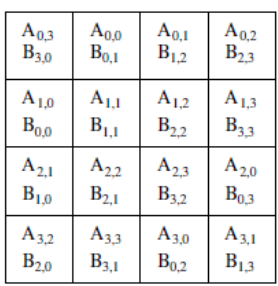 A0,3 A0,0 A0,1 A0,2
B3,0 B0,1 B1,2 B2,3
A1,0 A1,1 A1,2 A1,3
B0,0 B1,1 B2,2 B3,3
A2,1 A2,2 A2,3 A2,0
B1,0 B2,1 B3,2 B0,3
A3,2 A3,3 A3,0 A3,1
B2,0 B3,1 B0,2 B1,3